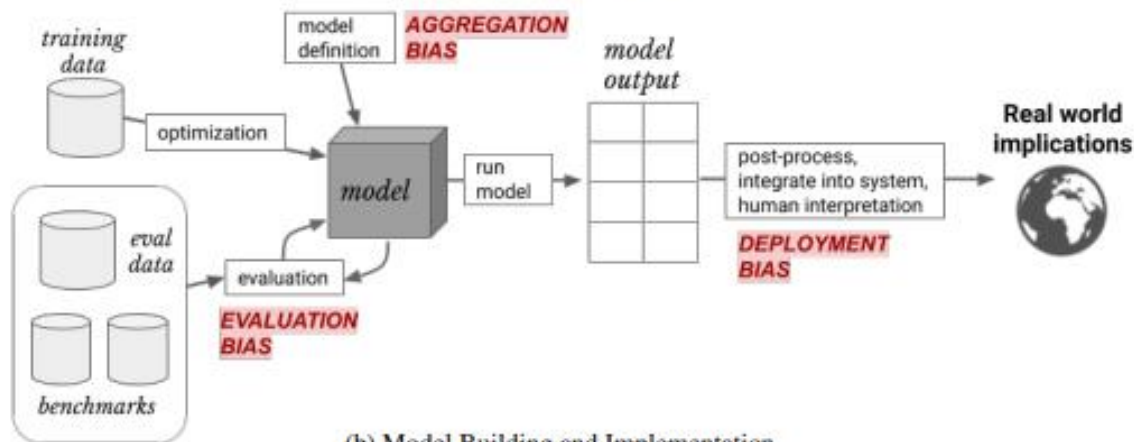 training
data
model
definition
AGGREGATION
BIAS
optimization
model
run
model
model
output
post-process,
integrate into system,
human interpretation
DEPLOYMENT
BIAS
Real world
implications
eval
data
evaluation
EVALUATION
BIAS
benchmarks
(b) Model Building and Implementation